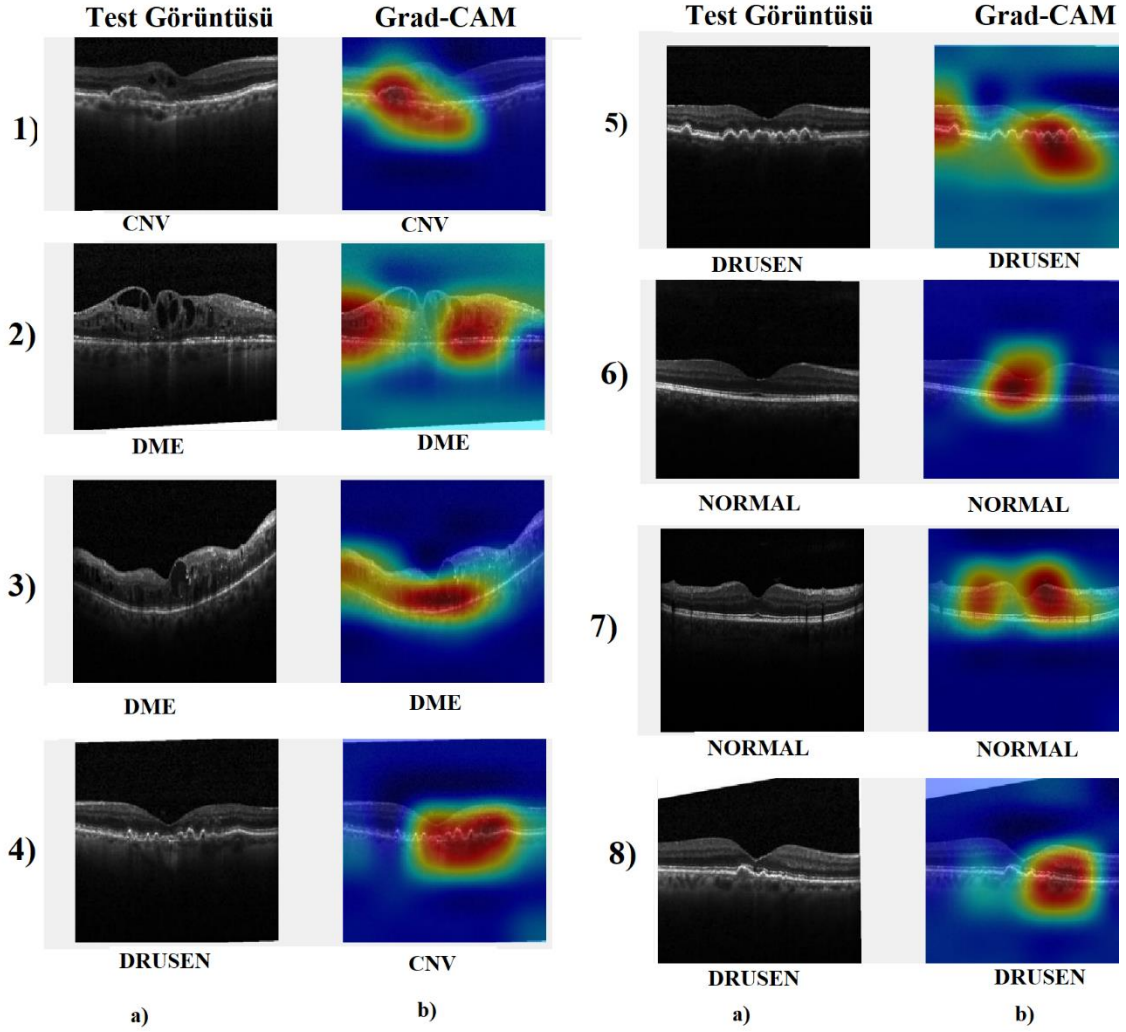 Test Görüntüsü Grad-CAM
1)
CNV CNV
2)
DME DME
3)
DME DME
4)
DRUSEN CNV
a) b)
Test Görüntüsü Grad-CAM
5)
DRUSEN DRUSEN
6)
NORMAL NORMAL
7)
NORMAL NORMAL
8)
DRUSEN DRUSEN
a) b)